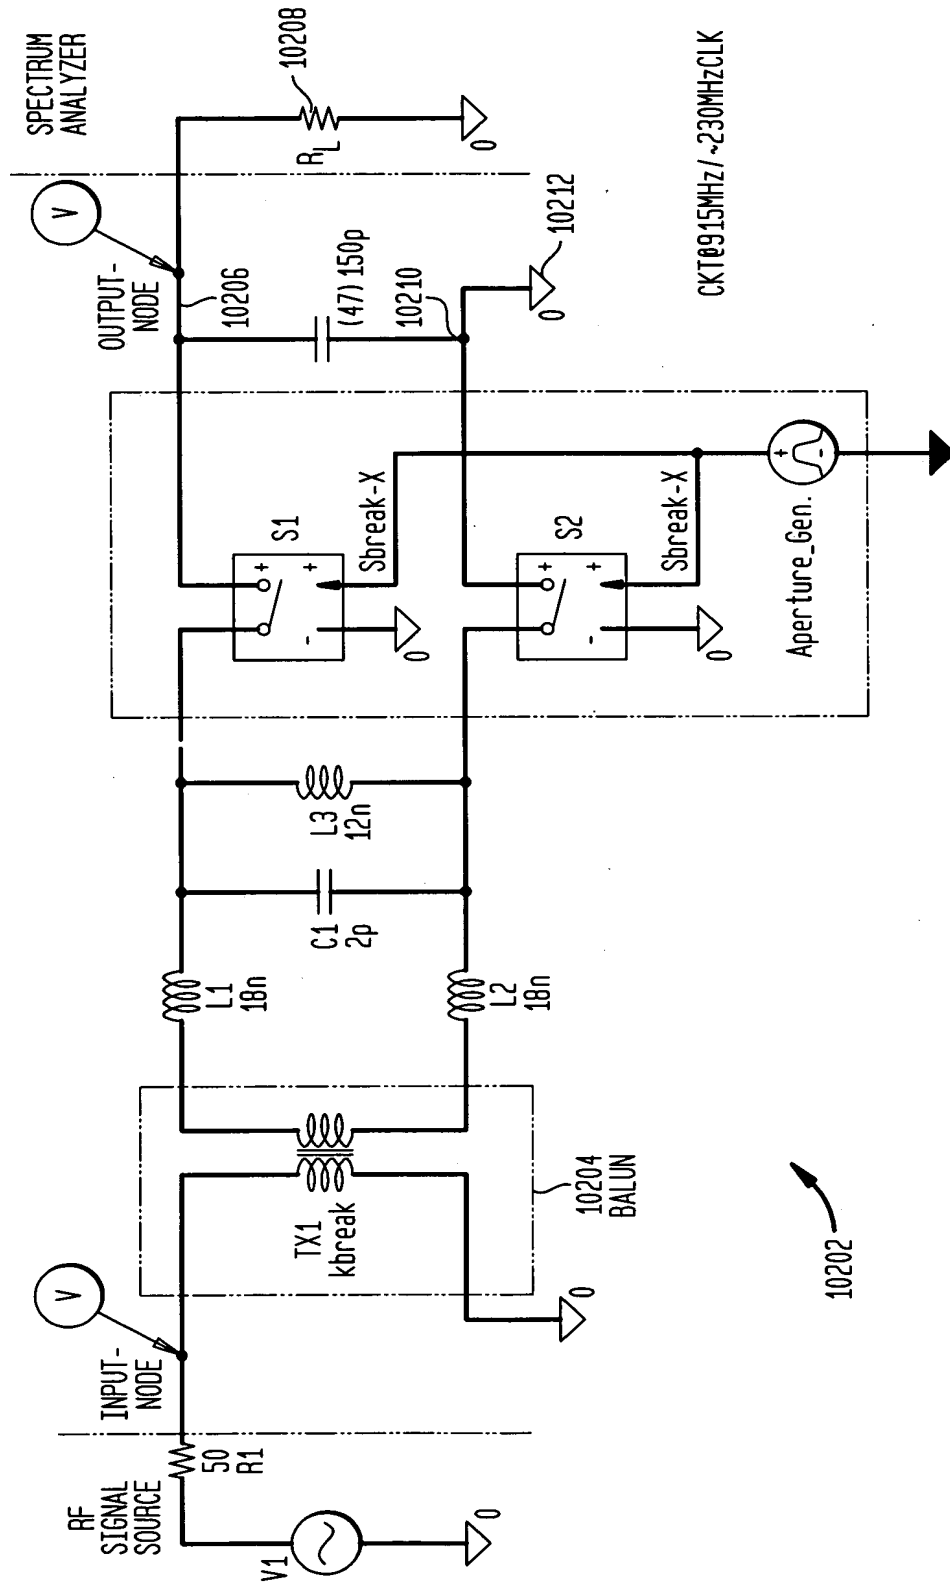 RF
SIGNAL
SOURCE
V1
0
50
R1
INPUT-
NODE
V
0
TX1
kbreak
10204
BALUN
L1
18n
L2
18n
C1
2p
L3
12n
S1
+
+
-
0
Sbreak-X
S2
+
+
-
0
Sbreak-X
+
-
Aperture_Gen.
OUTPUT-
NODE
V
10206
(47) 150p
10210
0
10212
SPECTRUM
ANALYZER
RL
10208
0
CKT@915MHz/~230MHzCLK
10202